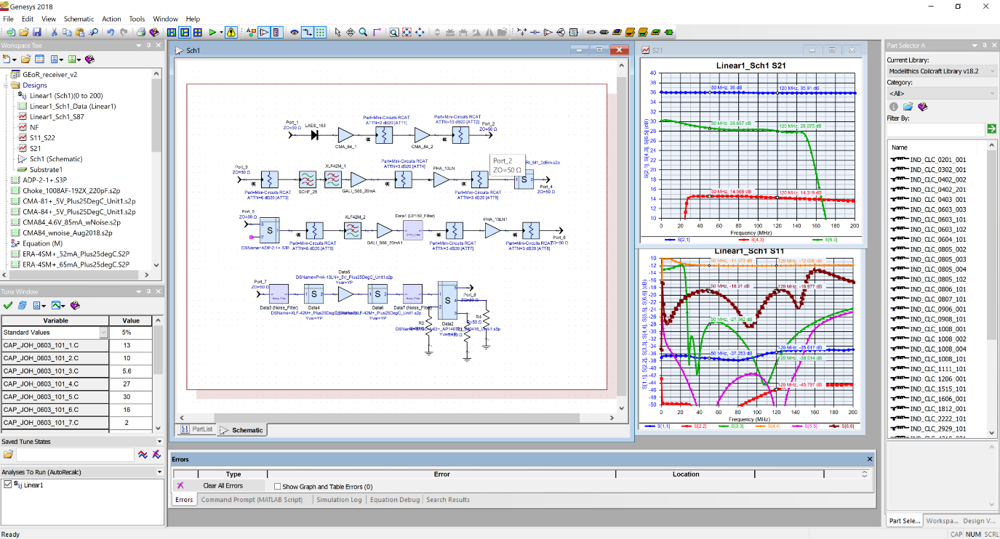 Genesys 2018
File Edit View Schematic Action Tools Window Help
Workspace Tree
GEoR_receiver_v2
Designs
Linear1 (Sch1)(0 to 200)
Linear1_Sch1_Data (Linear1)
Linear1_Sch1_S87
NF
S11_S22
S21
Sch1 (Schematic)
Substrate1
ADP-2-1+.S3P
Choke_1008AF-192X_220pF.s2p
CMA-81+_5V_Plus25DegC_Unit1.s2p
CMA-84+_5V_Plus25DegC_Unit1.s2p
CMA84_4.6V_85mA_wNoise.s2p
CMA84_wnoise_Aug2018.s2p
Equation (M)
ERA-4SM+_52mA_Plus25degC.S2P
ERA-4SM+_65mA_Plus25degC.S2P
Tune Window
Variable Value
Standard Values 5%
CAP_JOH_0603_101_1.C 13
CAP_JOH_0603_101_2.C 10
CAP_JOH_0603_101_3.C 5.6
CAP_JOH_0603_101_4.C 27
CAP_JOH_0603_101_5.C 30
CAP_JOH_0603_101_6.C 16
CAP_JOH_0603_101_7.C 2
Saved Tune States
Analyses To Run (AutoRecalc)
Linear1
Ready
Sch1
Port_1
ZO=50 Ω
LXES_153
CMA_84_1
Part=Mini-Circuits RCAT
ATTN=2 dB20 [ATT1]
CMA_84_2
Part=Mini-Circuits RCAT
ATTN=10 dB20 [ATT2]
Port_2
ZO=50 Ω
Port_2
ZO=50 Ω
Port_3
ZO=50 Ω
Part=Mini-Circuits RCAT
ATTN=6 dB20 [ATT3]
SCHF_25
XLF-42M_1
GALI_S66_20mA
Part=Mini-Circuits RCAT
ATTN=3 dB20 [ATT4]
PHA_13LN
Part=Mini-Circuits RCAT
ATTN=3 dB20 [ATT5]
RI_M1_0dBm.s2p
1 S 2
Port_4
ZO=50 Ω
Port_5
ZO=50 Ω
1 S 3
2
DSName=ADP-2-1+.S3P
Part=Mini-Circuits RCAT
ATTN=6 dB20 [ATT6]
XLF42M_2
GALI_S66_20mA1
Data1 (LP150_Filter)
Part=Mini-Circuits RCAT
ATTN=3 dB20 [ATT7]
PHA_13LN1
Part=Mini-Circuits RCAT
ATTN=3 dB20 [ATT8]
Port_6
ZO=50 Ω
Port_7
ZO=50 Ω
Noise_Filter
Data3 (Noise_Filter)
1 S 2
Data4
Data5
DSName=PHA-13LN+_5V_Plus25DegC_Unit1.s2p
Yvar=YP
1 S 2
Data6
Yvar=YP
Noise_Filter
Data7 (Noise_Filter)
Data2
Port_8
R2
R4
PartList Schematic
S21
Linear1_Sch1 S21
50 MHz, 36 dB
120 MHz, 35.91 dB
50 MHz, 28.657 dB
120 MHz, 28.075 dB
50 MHz, 14.568 dB
120 MHz, 14.319 dB
S[2,1], S[4,3], S[6,5] (dB)
40
38
36
34
32
30
28
26
24
22
20
18
16
14
12
10
0 20 40 60 80 100 120 140 160 180 200
Frequency (MHz)
S[2,1] S[4,3] S[6,5]
Linear1_Sch1 S11
50 MHz, -11.973 dB
120 MHz, -12.006 dB
50 MHz, -18.91 dB
120 MHz, -18.977 dB
50 MHz, -27.942 dB
50 MHz, -37.253 dB
120 MHz, -35.617 dB
120 MHz, -38.514 dB
120 MHz, -45.797 dB
S[1,1], S[2,2], S[3,3], S[4,4], S[5,5], S[6,6] (dB)
-10
-14
-16
-18
-20
-22
-24
-26
-28
-30
-32
-34
-36
-38
-40
-42
-44
-46
-48
-50
0 20 40 60 80 100 120 140 160 180 200
Frequency (MHz)
S[1,1] S[2,2] S[3,3] S[4,4] S[5,5] S[6,6]
Errors
Type Error Location
Clear All Errors Show Graph and Table Errors (0)
Errors Command Prompt (MATLAB Script) Simulation Log Equation Debug Search Results
Part Selector A
Current Library:
Modelithics Coilcraft Library v18.2
Category:
<All>
Filter By:
Name
IND_CLC_0201_001
IND_CLC_0302_001
IND_CLC_0402_002
IND_CLC_0402_201
IND_CLC_0403_001
IND_CLC_0603_003
IND_CLC_0603_101
IND_CLC_0603_102
IND_CLC_0604_101
IND_CLC_0805_002
IND_CLC_0805_003
IND_CLC_0805_004
IND_CLC_0805_102
IND_CLC_0806_101
IND_CLC_0807_101
IND_CLC_0906_001
IND_CLC_0908_101
IND_CLC_1008_001
IND_CLC_1008_002
IND_CLC_1008_004
IND_CLC_1008_101
IND_CLC_1111_101
IND_CLC_1206_001
IND_CLC_1515_101
IND_CLC_1606_001
IND_CLC_1812_001
IND_CLC_2222_101
IND_CLC_2929_101
Part Sele... Workspa... Design V...
CAP NUM SCRL